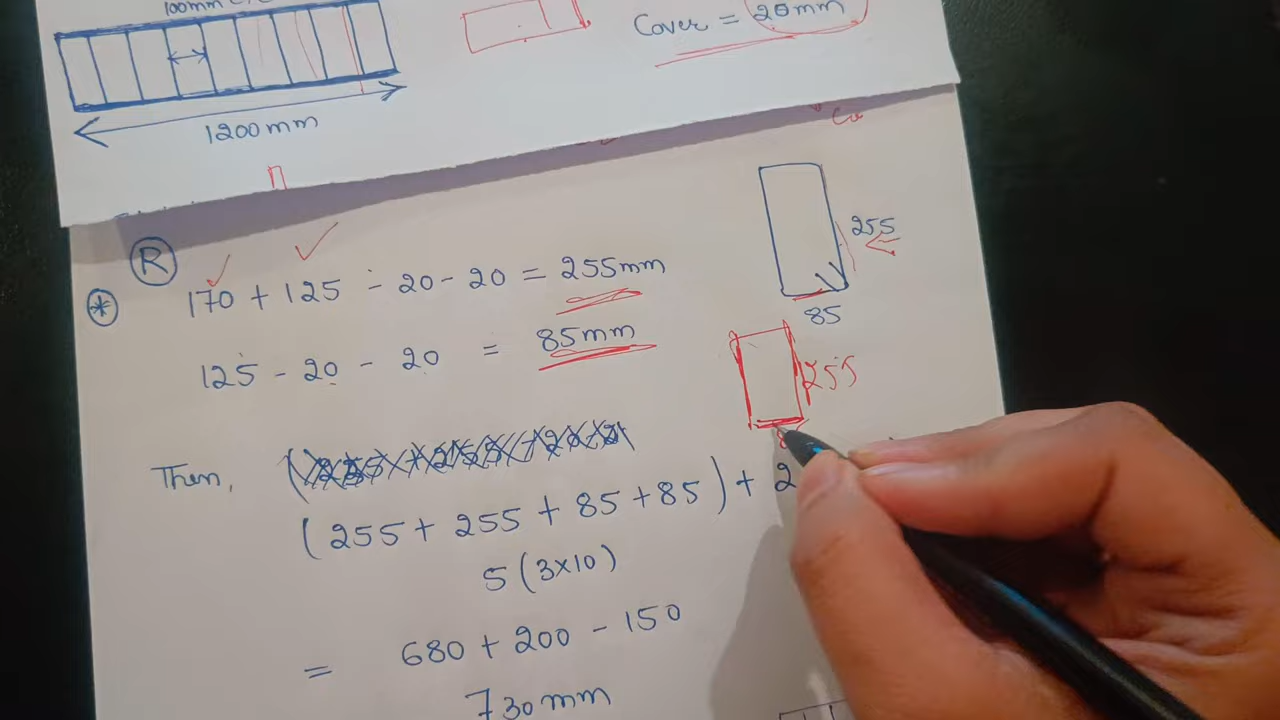 100mm c/c
Cover = 20mm
1200mm
R
* 170 + 125 - 20 - 20 = 255mm
255
125 - 20 - 20 = 85mm
85
255
Then,
(255 + 255 + 85 + 85) + 2
5 (3x10)
= 680 + 200 - 150
730mm